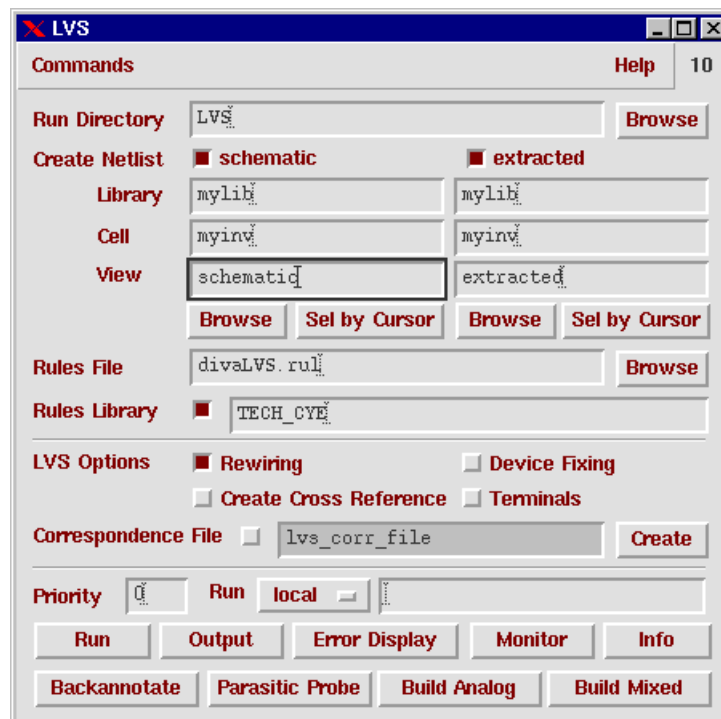 LVS
Commands Help 10
Run Directory LVS Browse
Create Netlist schematic extracted
Library mylib mylib
Cell myinv myinv
View schematic extracted
Browse Sel by Cursor Browse Sel by Cursor
Rules File divaLVS.rul Browse
Rules Library TECH_CYE
LVS Options Rewiring Device Fixing
Create Cross Reference Terminals
Correspondence File lvs_corr_file Create
Priority 0 Run local
Run Output Error Display Monitor Info
Backannotate Parasitic Probe Build Analog Build Mixed